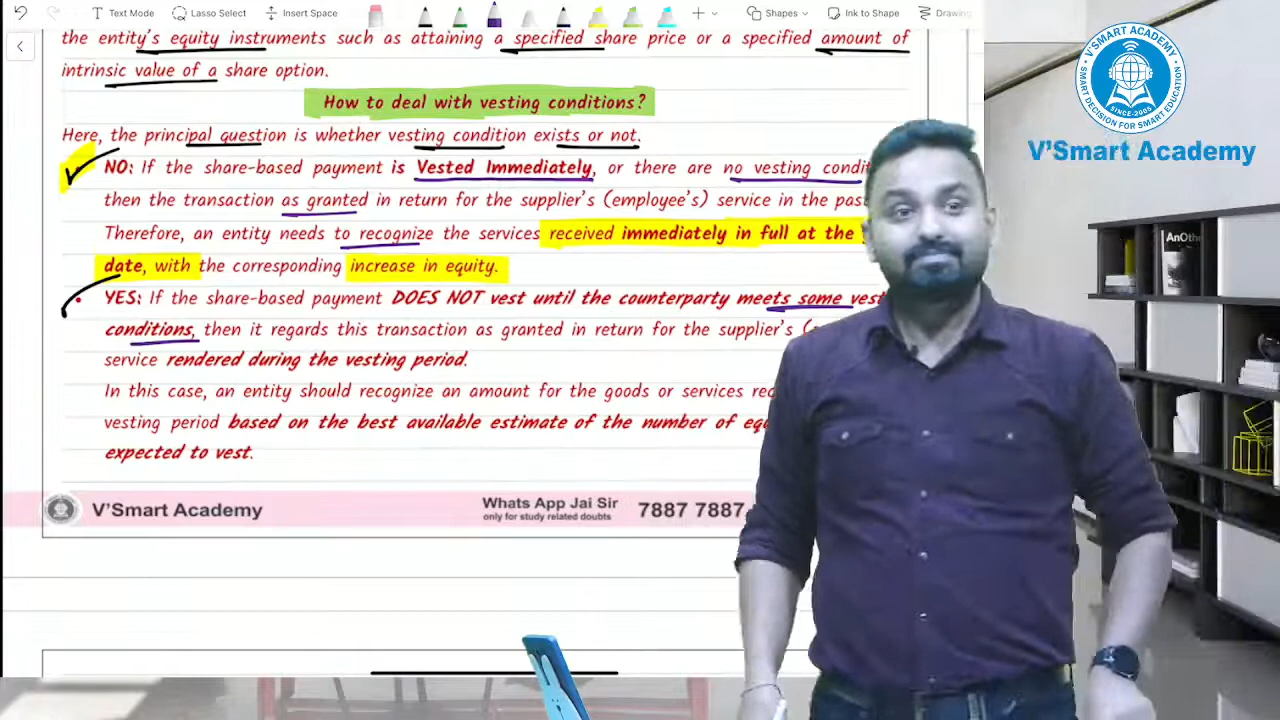 Text Mode Lasso Select Insert Space Shapes Ink to Shape Drawing
the entity's equity instruments such as attaining a specified share price or a specified amount of
intrinsic value of a share option.
How to deal with vesting conditions?
Here, the principal question is whether vesting condition exists or not.
NO: If the share-based payment is Vested Immediately, or there are no vesting
then the transaction as granted in return for the supplier's (employee's) service in the past
Therefore, an entity needs to recognize the services received immediately in full at the
date, with the corresponding increase in equity.
• YES: If the share-based payment DOES NOT vest until the counterparty meets some
conditions, then it regards this transaction as granted in return for the supplier's
service rendered during the vesting period.
In this case, an entity should recognize an amount for the goods or services
vesting period based on the best available estimate of the number of
expected to vest.
V'Smart Academy
Whats App Jai Sir
only for study related doubts
7887 7887
V'SMART ACADEMY
SINCE-2005
SMART DECISION FOR SMART EDUCATION
V'Smart Academy